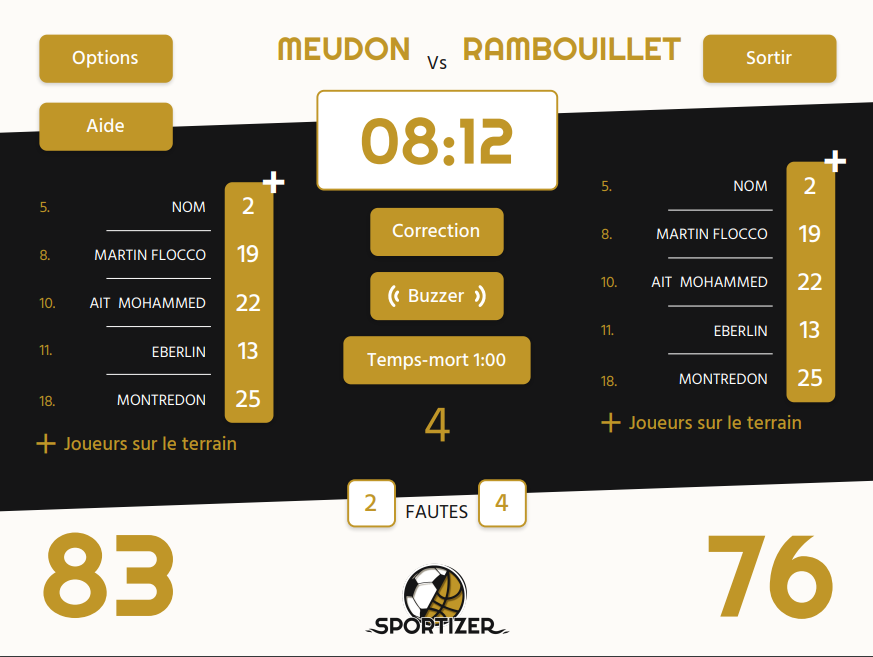 Options
MEUDON Vs RAMBOUILLET
Sortir
Aide
08:12
5. NOM 2
8. MARTIN FLOCCO 19
10. AIT MOHAMMED 22
11. EBERLIN 13
18. MONTREDON 25
+ Joueurs sur le terrain
+
Correction
Buzzer
Temps-mort 1:00
4
5. NOM 2
8. MARTIN FLOCCO 19
10. AIT MOHAMMED 22
11. EBERLIN 13
18. MONTREDON 25
+ Joueurs sur le terrain
+
2 FAUTES 4
83
76
SPORTIZER